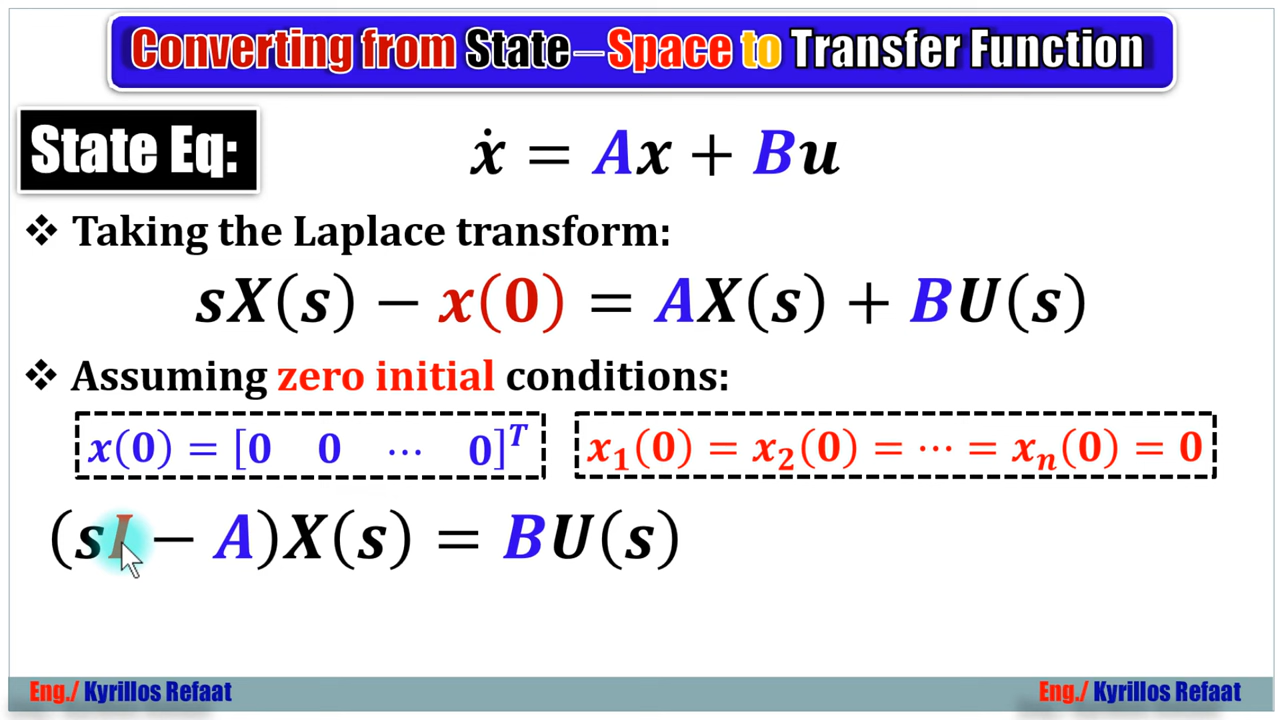 Converting from State–Space to Transfer Function
State Eq:
ẋ = Ax + Bu
❖ Taking the Laplace transform:
sX(s) − x(0) = AX(s) + BU(s)
❖ Assuming zero initial conditions:
x(0) = [0 0 ⋯ 0]ᵀ
x₁(0) = x₂(0) = ⋯ = xₙ(0) = 0
(sI − A)X(s) = BU(s)
Eng./ Kyrillos Refaat
Eng./ Kyrillos Refaat